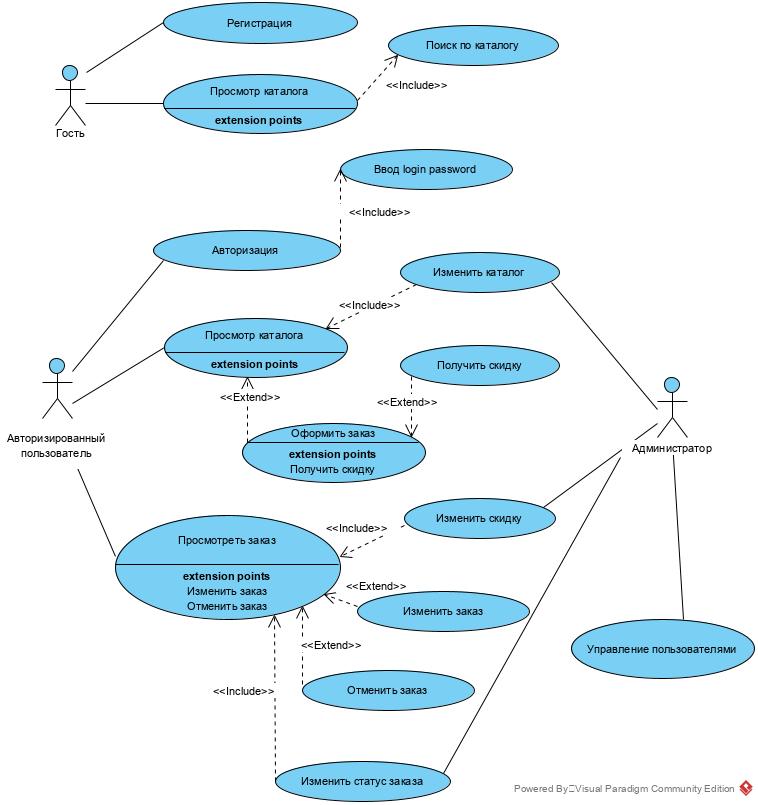 Регистрация
Поиск по каталогу
Просмотр каталога
<<Include>>
extension points
Гость
Ввод login password
<<Include>>
Авторизация
Изменить каталог
<<Include>>
Просмотр каталога
extension points
Получить скидку
<<Extend>>
<<Extend>>
Оформить заказ
extension points
Получить скидку
Авторизированный
пользователь
Администратор
Изменить скидку
<<Include>>
Просмотреть заказ
extension points
Изменить заказ
Отменить заказ
<<Extend>>
Изменить заказ
<<Extend>>
Управление пользователями
<<Include>>
Отменить заказ
Изменить статус заказа
Powered By Visual Paradigm Community Edition